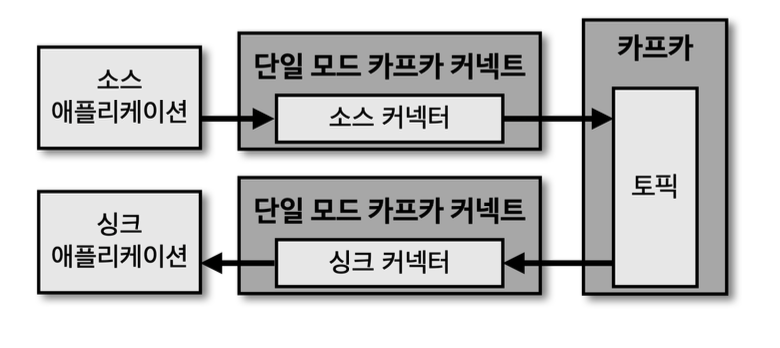 소스
애플리케이션
단일 모드 카프카 커넥트
소스 커넥터
카프카
토픽
싱크
애플리케이션
단일 모드 카프카 커넥트
싱크 커넥터